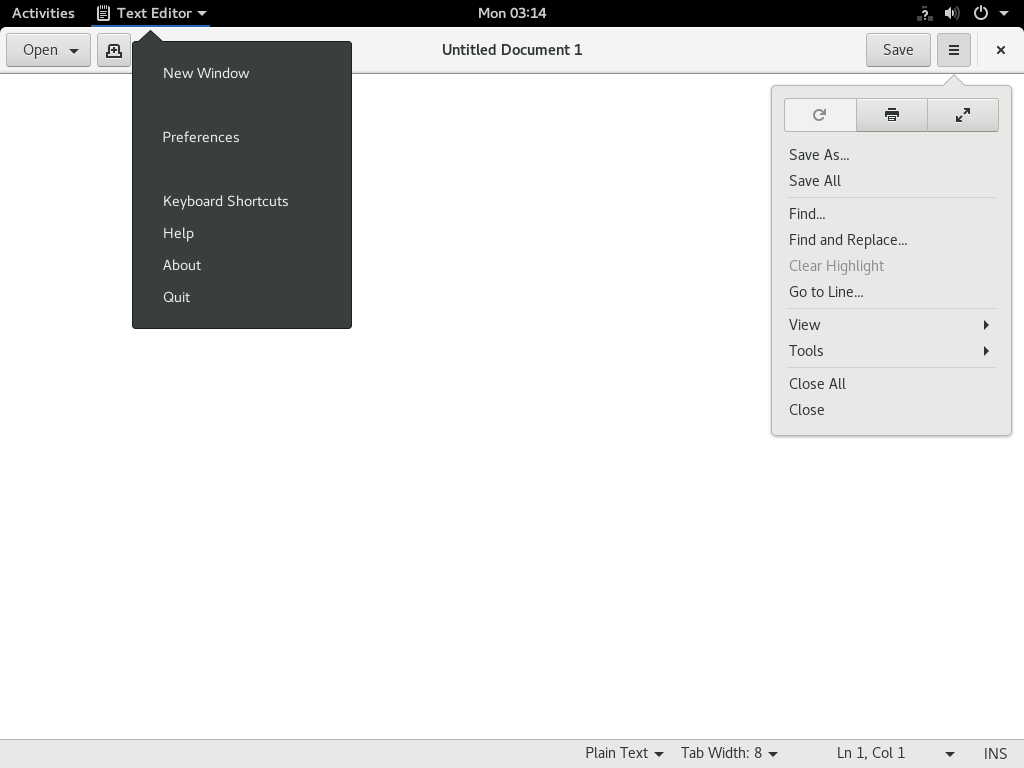 Activities Text Editor Mon 03:14
Open Untitled Document 1 Save
New Window
Preferences
Keyboard Shortcuts
Help
About
Quit
Save As...
Save All
Find...
Find and Replace...
Clear Highlight
Go to Line...
View
Tools
Close All
Close
Plain Text Tab Width: 8 Ln 1, Col 1 INS